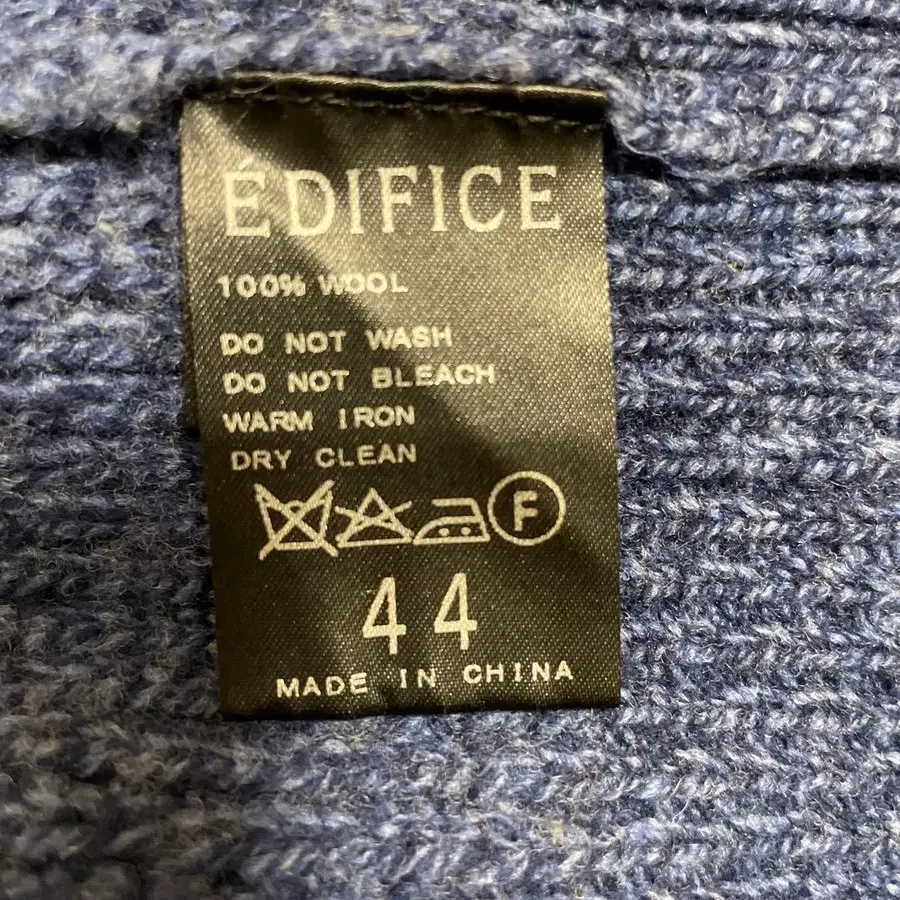 ÉDIFICE
100% WOOL
DO NOT WASH
DO NOT BLEACH
WARM IRON
DRY CLEAN
F
44
MADE IN CHINA